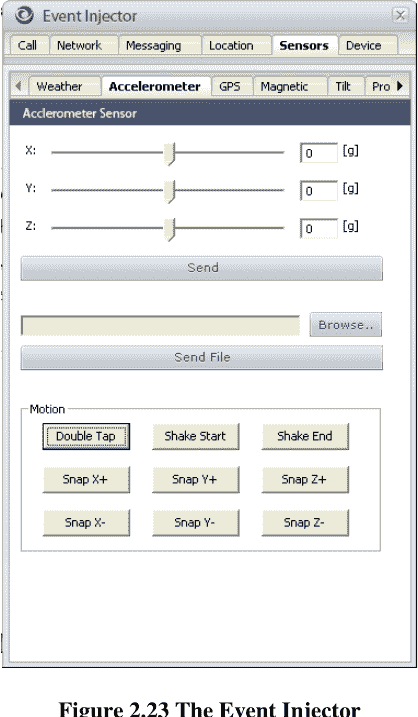 Event Injector
Call Network Messaging Location Sensors Device
Weather Accelerometer GPS Magnetic Tilt Pro
Acclerometer Sensor
X: 0 [g]
Y: 0 [g]
Z: 0 [g]
Send
Browse..
Send File
Motion
Double Tap Shake Start Shake End
Snap X+ Snap Y+ Snap Z+
Snap X- Snap Y- Snap Z-
Figure 2.23 The Event Injector